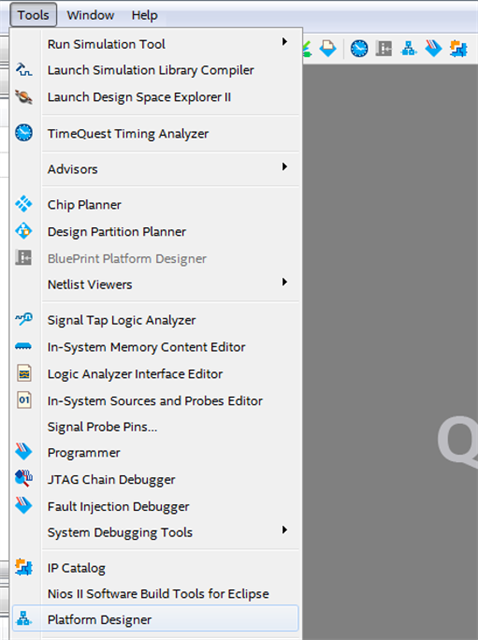 Tools Window Help
Run Simulation Tool
Launch Simulation Library Compiler
Launch Design Space Explorer II
TimeQuest Timing Analyzer
Advisors
Chip Planner
Design Partition Planner
BluePrint Platform Designer
Netlist Viewers
Signal Tap Logic Analyzer
In-System Memory Content Editor
Logic Analyzer Interface Editor
In-System Sources and Probes Editor
Signal Probe Pins...
Programmer
JTAG Chain Debugger
Fault Injection Debugger
System Debugging Tools
IP Catalog
Nios II Software Build Tools for Eclipse
Platform Designer
Q